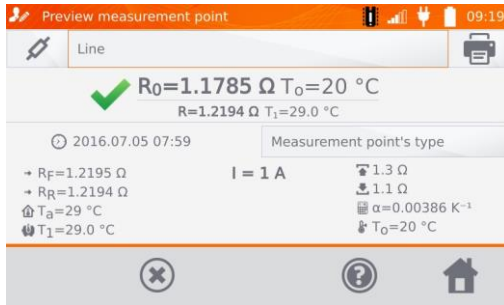 Preview measurement point 09:19
Line
R₀=1.1785 Ω T₀=20 °C
R=1.2194 Ω T₁=29.0 °C
2016.07.05 07:59 Measurement point's type
R_F=1.2195 Ω I = 1 A 1.3 Ω
R_R=1.2194 Ω 1.1 Ω
Tₐ=29 °C α=0.00386 K⁻¹
T₁=29.0 °C T₀=20 °C